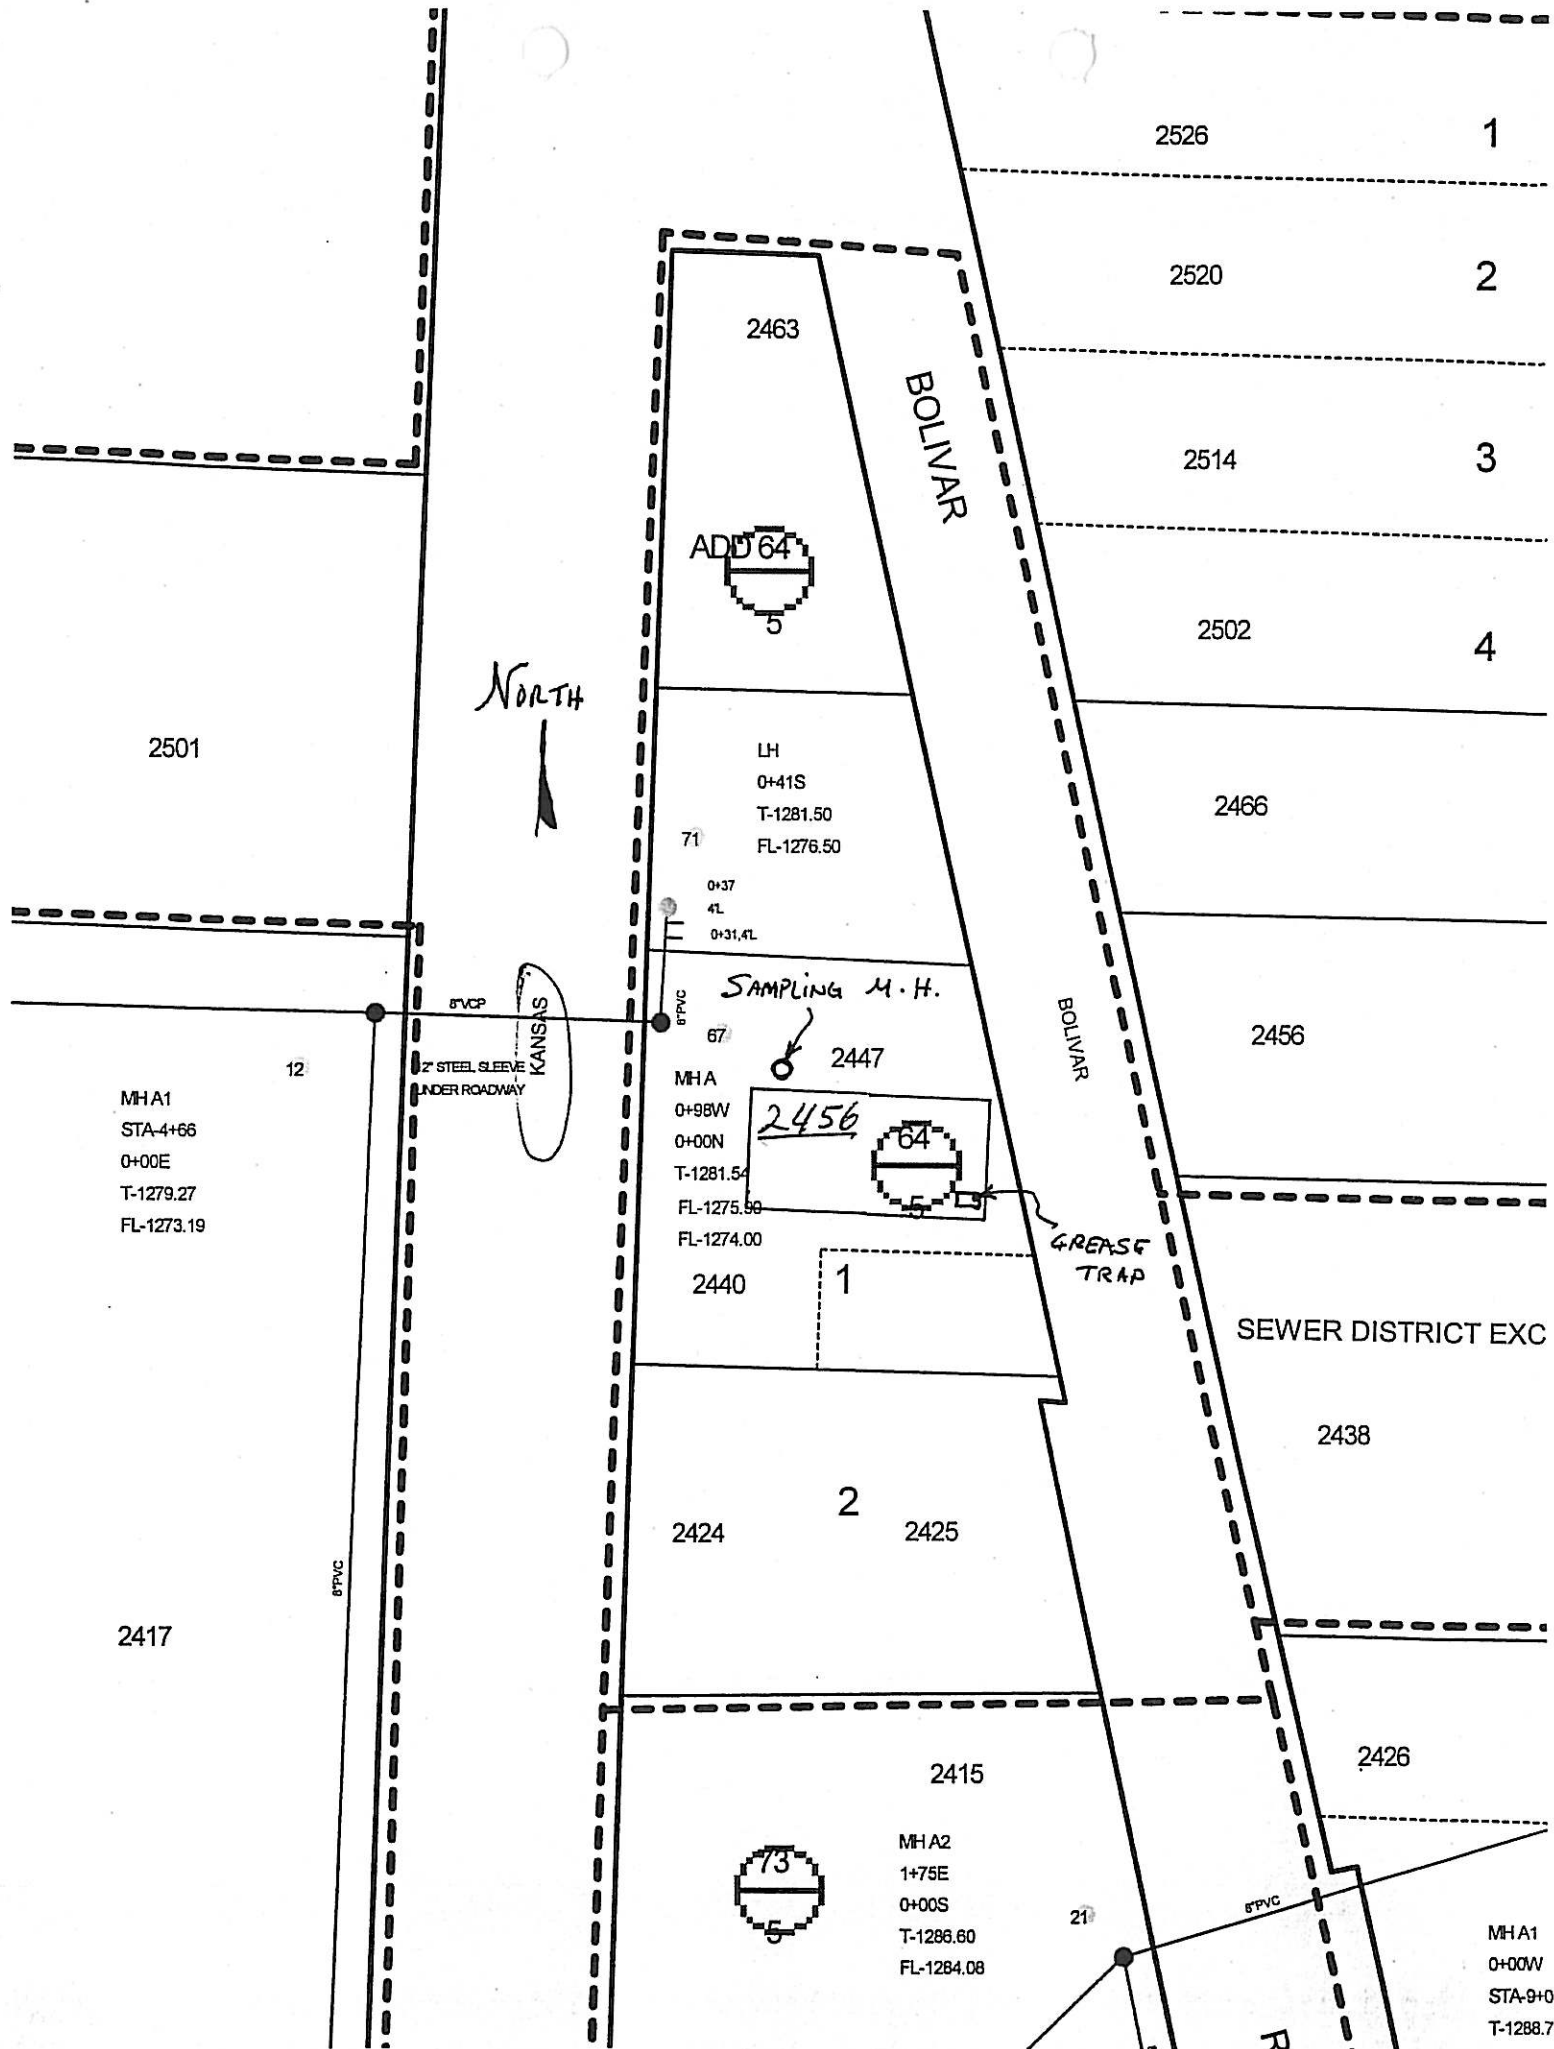 2526
1
2520
2
2463
BOLIVAR
2514
3
ADD 64
5
2502
4
NORTH
2501
LH
0+41S
T-1281.50
FL-1276.50
2466
71
0+37
4'L
0+31,4'L
SAMPLING M.H.
8"VCP
KANSAS
8"PVC
67
2447
BOLIVAR
2456
12
2" STEEL SLEEVE
UNDER ROADWAY
MH A1
STA-4+66
0+00E
T-1279.27
FL-1273.19
MH A
0+98W
0+00N
T-1281.54
FL-1275.90
FL-1274.00
2456
64
5
GREASE
TRAP
2440
1
SEWER DISTRICT EXC
2438
2
2424
2425
8"PVC
2417
2415
2426
73
5
MH A2
1+75E
0+00S
T-1286.60
FL-1284.08
21
8"PVC
MH A1
0+00W
STA-9+0
T-1288.7
R